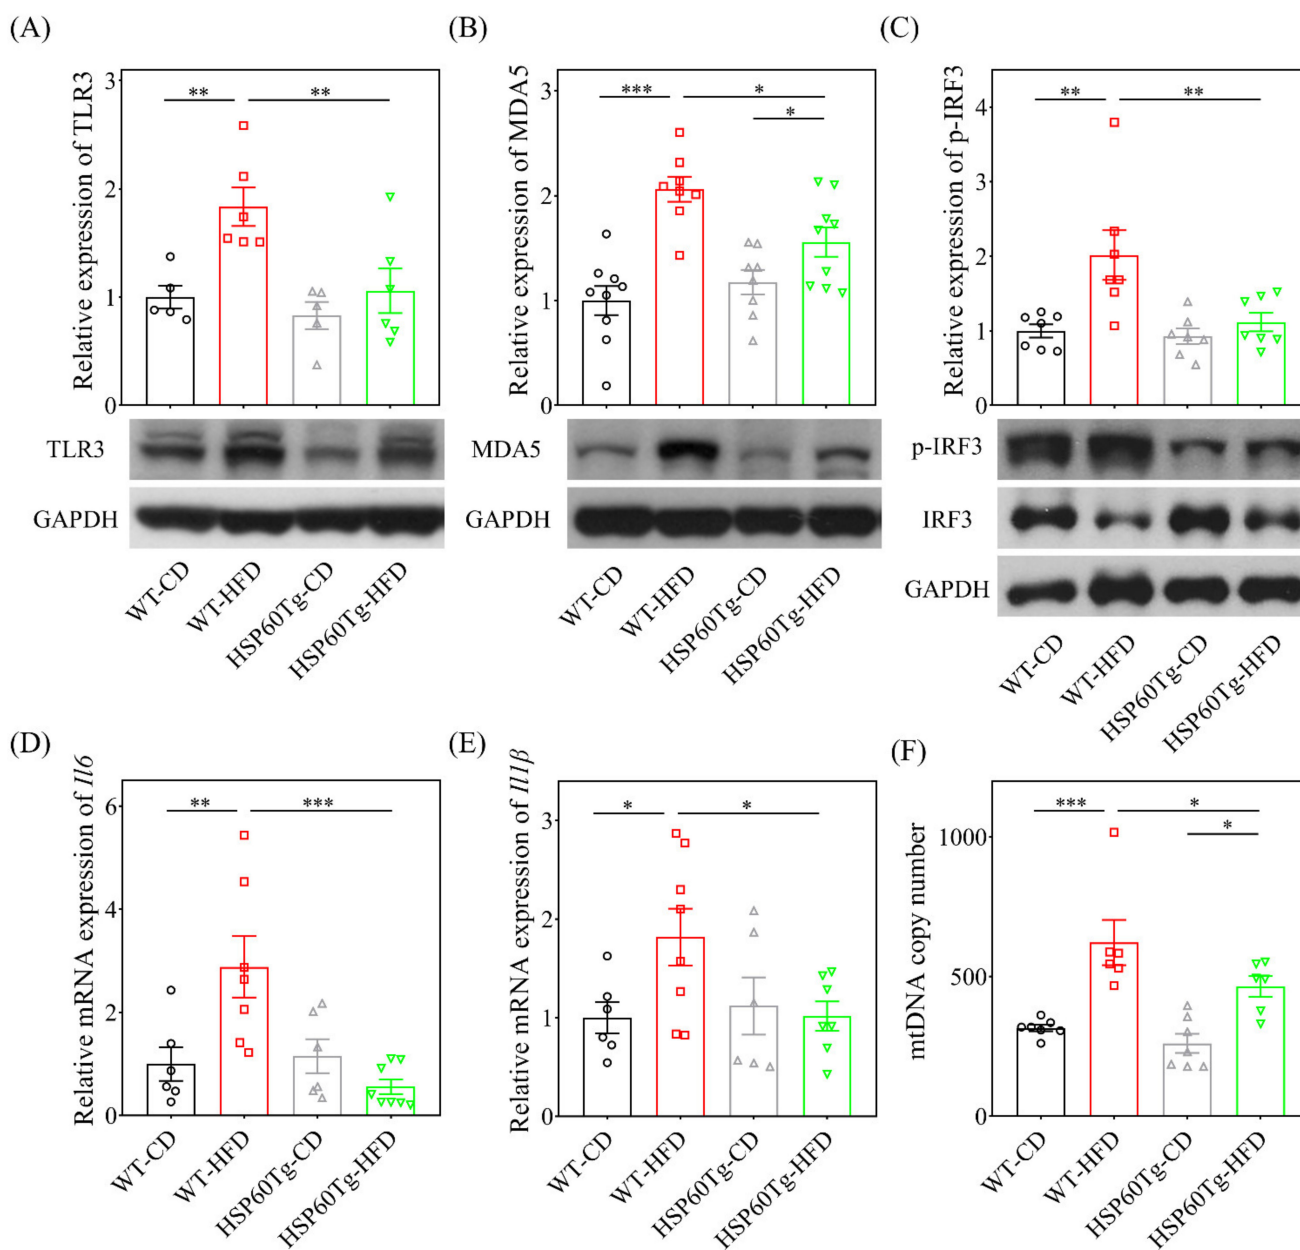 (A)
(B)
(C)
Relative expression of TLR3
3
2
1
0
**
**
TLR3
GAPDH
WT-CD
WT-HFD
HSP60Tg-CD
HSP60Tg-HFD
Relative expression of MDA5
3
2
1
0
***
*
*
MDA5
GAPDH
WT-CD
WT-HFD
HSP60Tg-CD
HSP60Tg-HFD
Relative expression of p-IRF3
4
3
2
1
0
**
**
p-IRF3
IRF3
GAPDH
WT-CD
WT-HFD
HSP60Tg-CD
HSP60Tg-HFD
(D)
(E)
(F)
Relative mRNA expression of Il6
6
4
2
0
**
***
WT-CD
WT-HFD
HSP60Tg-CD
HSP60Tg-HFD
Relative mRNA expression of Il1β
3
2
1
0
*
*
WT-CD
WT-HFD
HSP60Tg-CD
HSP60Tg-HFD
mtDNA copy number
1000
500
0
***
*
*
WT-CD
WT-HFD
HSP60Tg-CD
HSP60Tg-HFD